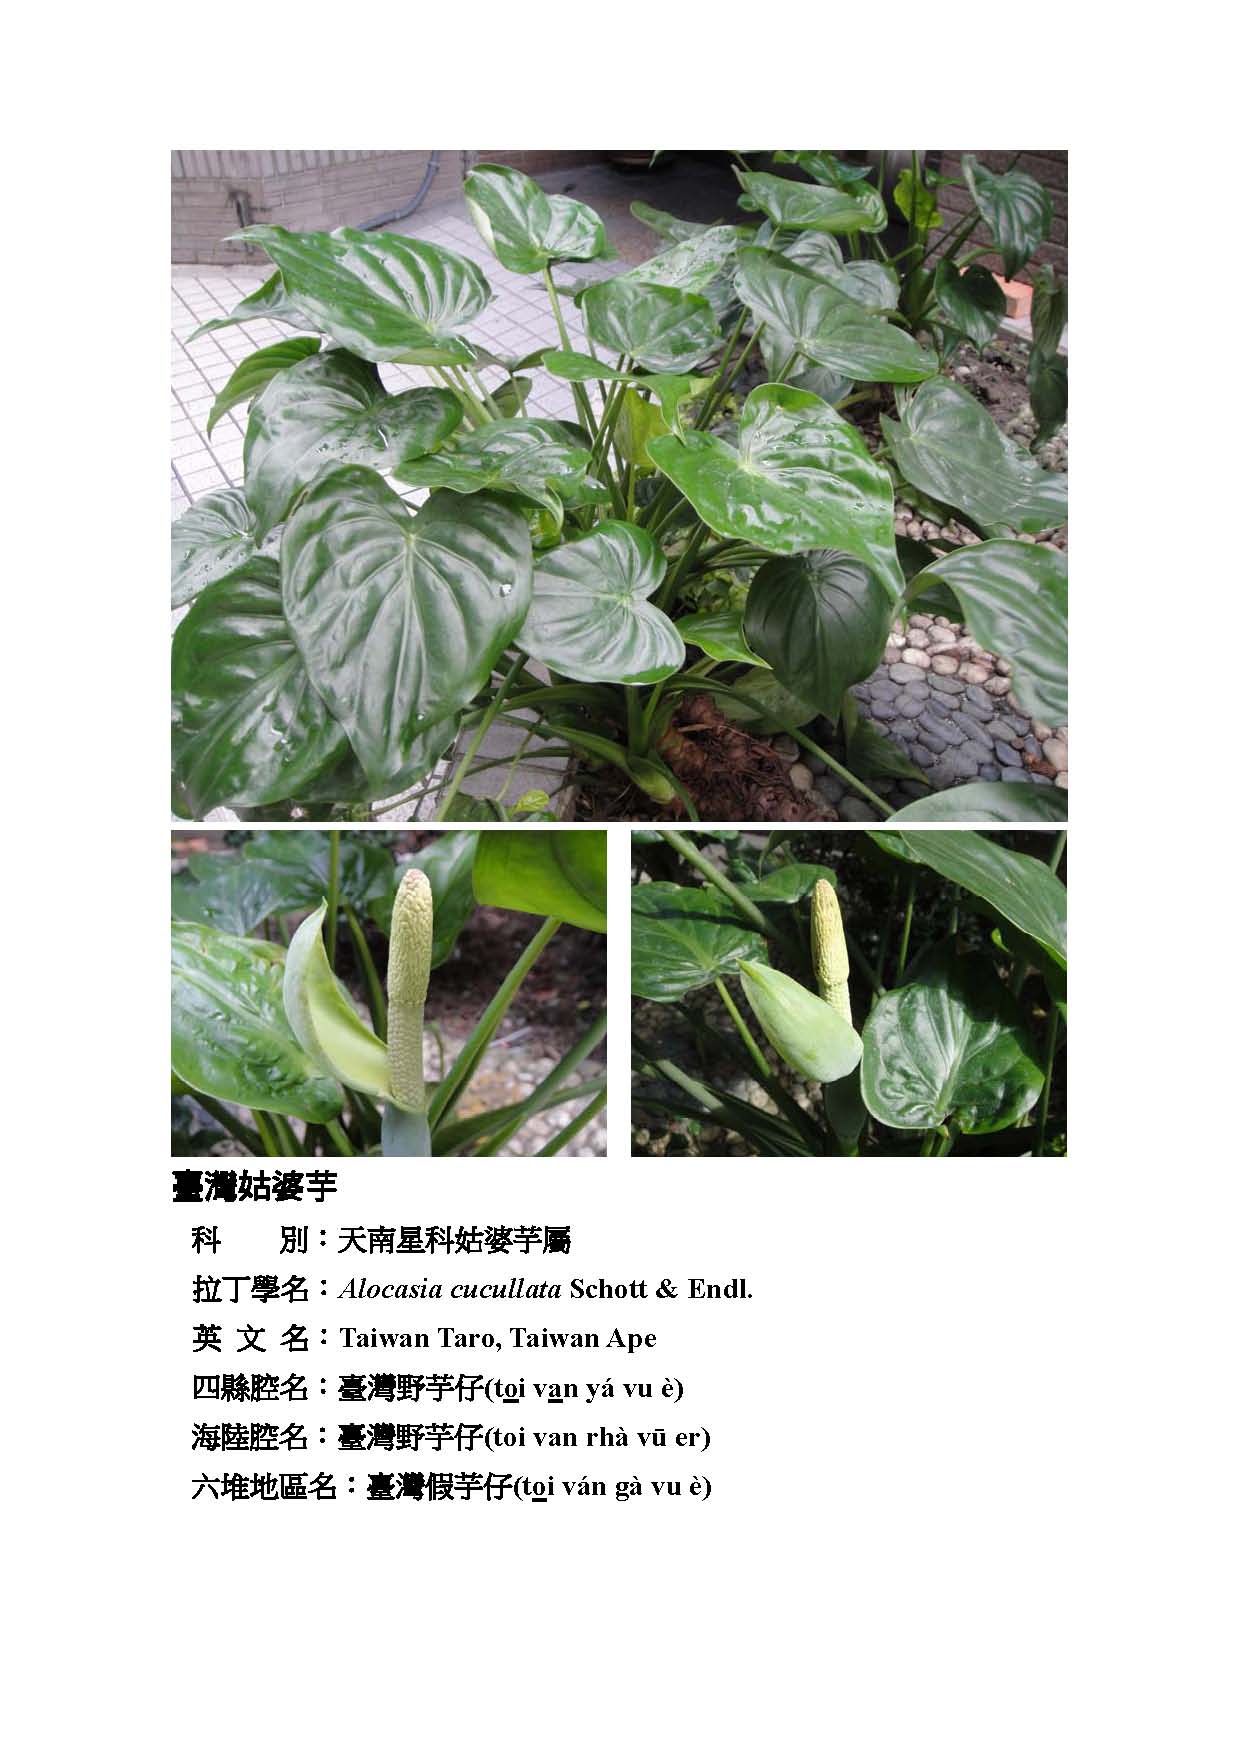 臺灣姑婆芋
科　　別：天南星科姑婆芋屬
拉丁學名：Alocasia cucullata Schott & Endl.
英 文 名：Taiwan Taro, Taiwan Ape
四縣腔名：臺灣野芋仔(to̲i va̲n yá vu è)
海陸腔名：臺灣野芋仔(toi van rhà vū er)
六堆地區名：臺灣假芋仔(to̲i ván gà vu è)